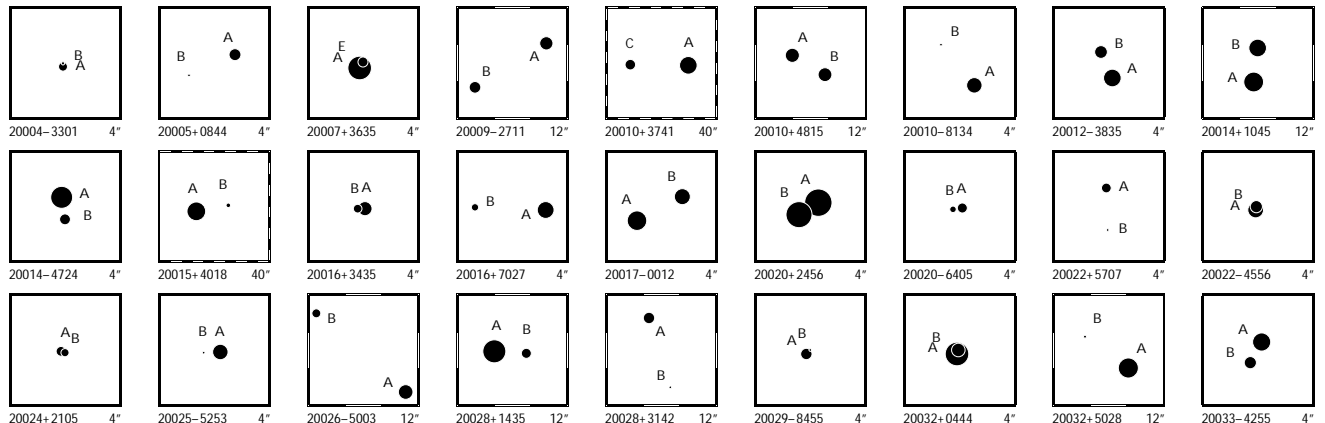 B
A
20004−3301 4″
A
B
20005+0844 4″
E
A
20007+3635 4″
A
B
20009−2711 12″
C A
20010+3741 40″
A
B
20010+4815 12″
B
A
20010−8134 4″
B
A
20012−3835 4″
B
A
20014+1045 12″
A
B
20014−4724 4″
A B
20015+4018 40″
B A
20016+3435 4″
B
A
20016+7027 4″
B
A
20017−0012 4″
A
B
20020+2456 4″
B A
20020−6405 4″
A
B
20022+5707 4″
B
A
20022−4556 4″
A
B
20024+2105 4″
B A
20025−5253 4″
B
A
20026−5003 12″
A B
20028+1435 12″
A
B
20028+3142 12″
B
A
20029−8455 4″
B
A
20032+0444 4″
B
A
20032+5028 12″
A
B
20033−4255 4″